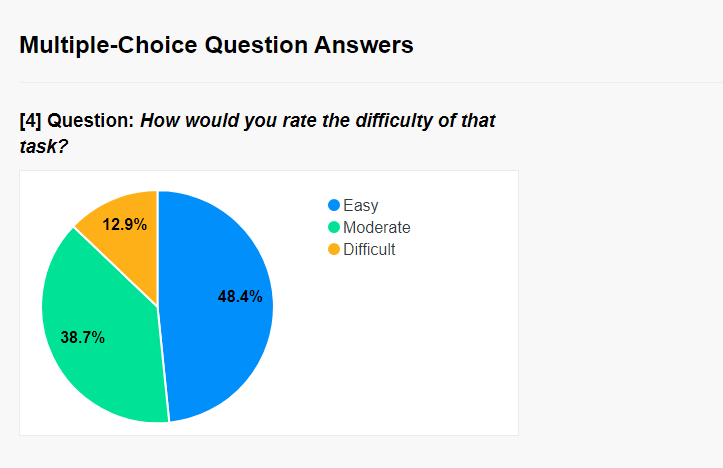 Multiple-Choice Question Answers
[4] Question: How would you rate the difficulty of that
task?
Easy
Moderate
Difficult
12.9%
48.4%
38.7%